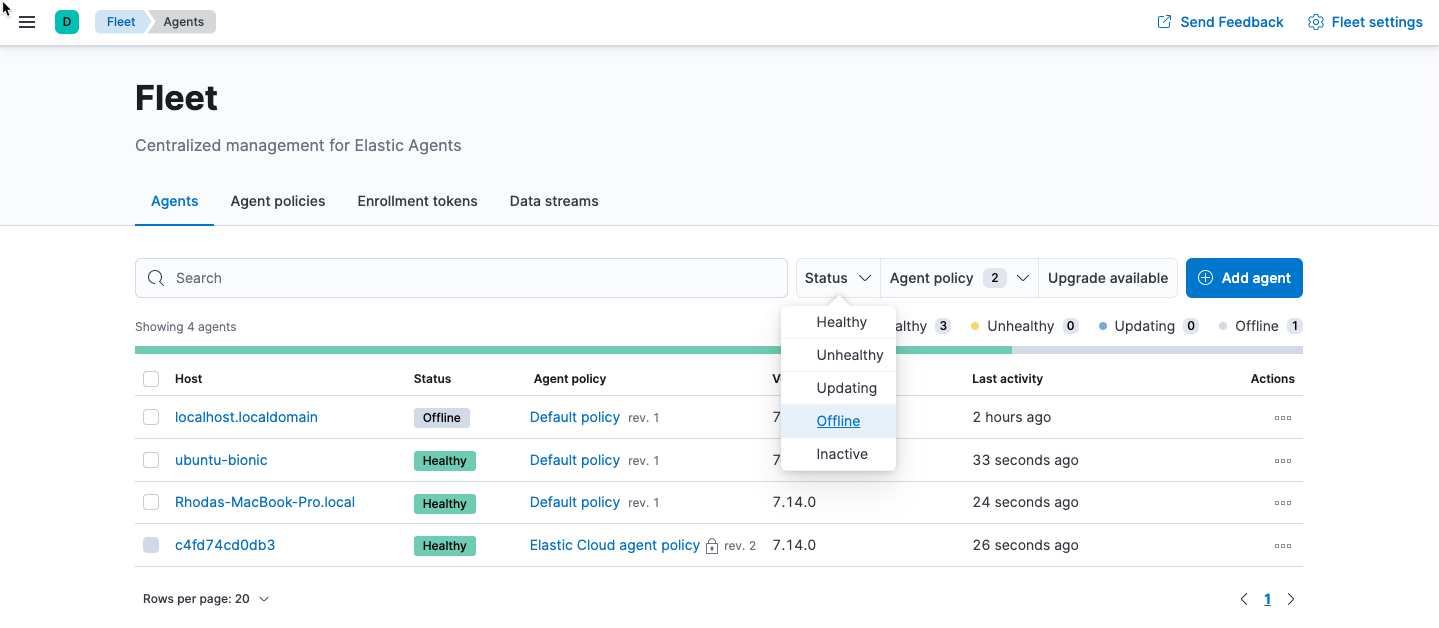 D Fleet Agents Send Feedback Fleet settings
Fleet
Centralized management for Elastic Agents
Agents Agent policies Enrollment tokens Data streams
Search Status Agent policy 2 Upgrade available Add agent
Showing 4 agents althy 3 Unhealthy 0 Updating 0 Offline 1
Healthy
Unhealthy
Updating
Offline
Inactive
Host Status Agent policy V Last activity Actions
localhost.localdomain Offline Default policy rev. 1 7 2 hours ago
ubuntu-bionic Healthy Default policy rev. 1 7 33 seconds ago
Rhodas-MacBook-Pro.local Healthy Default policy rev. 1 7.14.0 24 seconds ago
c4fd74cd0db3 Healthy Elastic Cloud agent policy rev. 2 7.14.0 26 seconds ago
Rows per page: 20 1